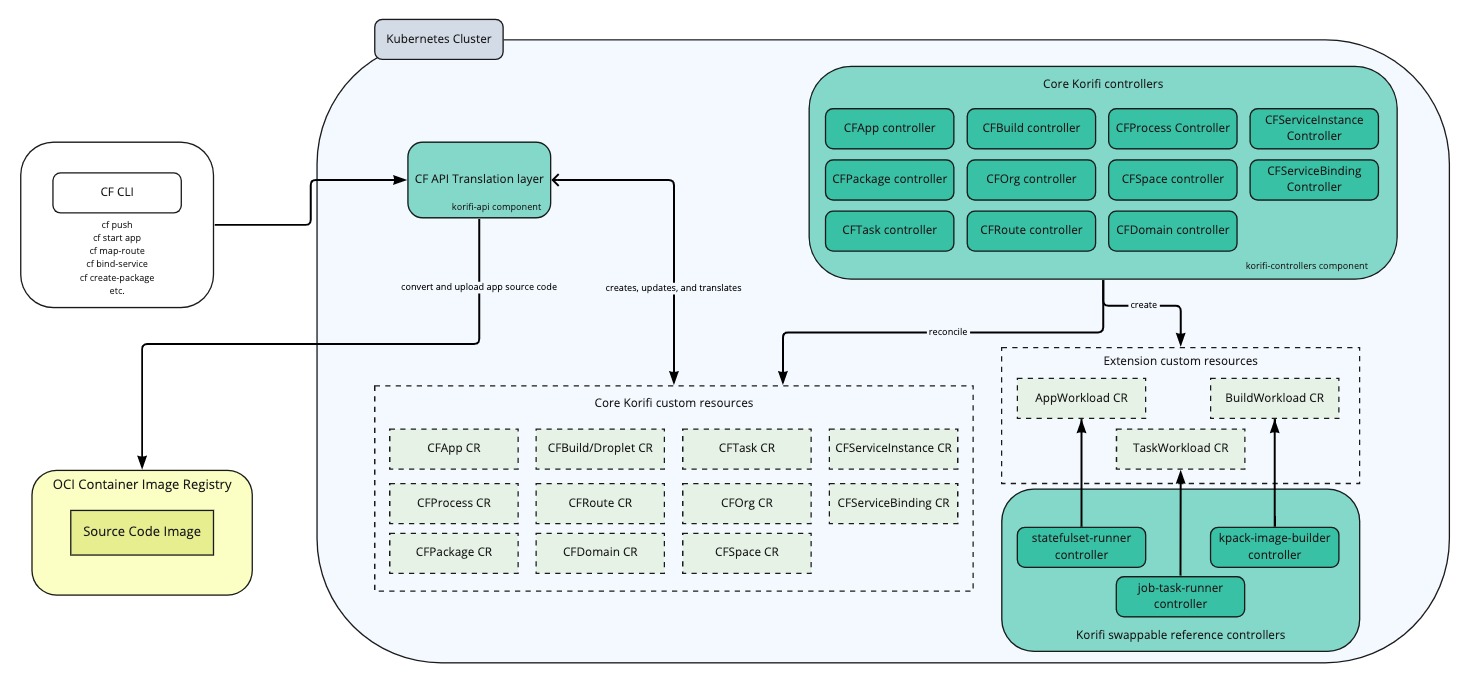 Kubernetes Cluster
CF CLI
cf push
cf start app
cf map-route
cf bind-service
cf create-package
etc.
CF API Translation layer
korifi-api component
Core Korifi controllers
CFApp controller
CFBuild controller
CFProcess Controller
CFServiceInstance
Controller
CFPackage controller
CFOrg controller
CFSpace controller
CFServiceBinding
Controller
CFTask controller
CFRoute controller
CFDomain controller
korifi-controllers component
convert and upload app source code
creates, updates, and translates
create
reconcile
Core Korifi custom resources
CFApp CR
CFBuild/Droplet CR
CFTask CR
CFServiceInstance CR
CFProcess CR
CFRoute CR
CFOrg CR
CFServiceBinding CR
CFPackage CR
CFDomain CR
CFSpace CR
Extension custom resources
AppWorkload CR
BuildWorkload CR
TaskWorkload CR
statefulset-runner
controller
kpack-image-builder
controller
job-task-runner
controller
Korifi swappable reference controllers
OCI Container Image Registry
Source Code Image